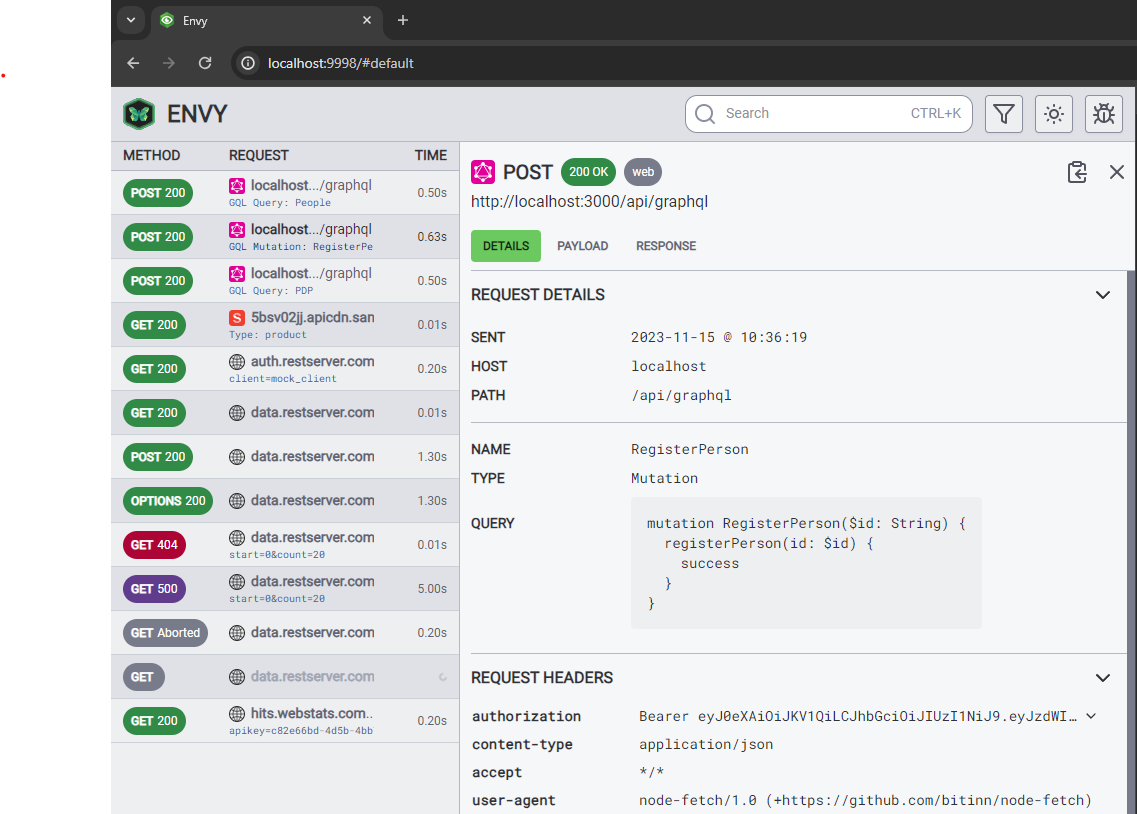 Envy
localhost:9998/#default
ENVY
Search CTRL+K
METHOD REQUEST TIME
POST 200 localhost.../graphql 0.50s
GQL Query: People
POST 200 localhost.../graphql 0.63s
GQL Mutation: RegisterPe
POST 200 localhost.../graphql 0.50s
GQL Query: PDP
GET 200 S 5bsv02jj.apicdn.san 0.01s
Type: product
GET 200 auth.restserver.com 0.20s
client=mock_client
GET 200 data.restserver.com 0.01s
POST 200 data.restserver.com 1.30s
OPTIONS 200 data.restserver.com 1.30s
GET 404 data.restserver.com 0.01s
start=0&count=20
GET 500 data.restserver.com 5.00s
start=0&count=20
GET Aborted data.restserver.com 0.20s
GET data.restserver.com
GET 200 hits.webstats.com.. 0.20s
apikey=c82e66bd-4d5b-4bb
POST 200 OK web
http://localhost:3000/api/graphql
DETAILS PAYLOAD RESPONSE
REQUEST DETAILS
SENT 2023-11-15 @ 10:36:19
HOST localhost
PATH /api/graphql
NAME RegisterPerson
TYPE Mutation
QUERY mutation RegisterPerson($id: String) {
registerPerson(id: $id) {
success
}
}
REQUEST HEADERS
authorization Bearer eyJ0eXAiOiJKV1QiLCJhbGciOiJIUzI1NiJ9.eyJzdWI…
content-type application/json
accept */*
user-agent node-fetch/1.0 (+https://github.com/bitinn/node-fetch)